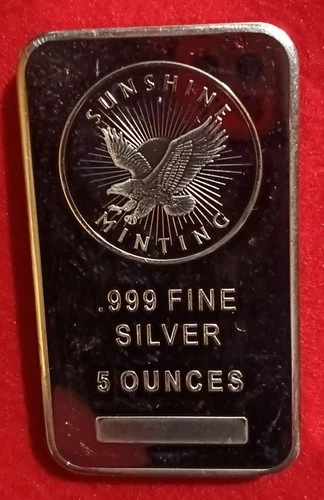 SUNSHINE
MINTING
.999 FINE
SILVER
5 OUNCES